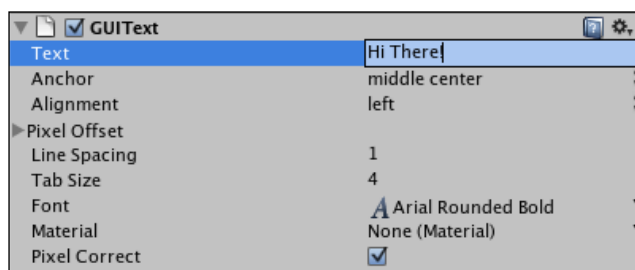 GUIText
Text Hi There!
Anchor middle center
Alignment left
Pixel Offset
Line Spacing 1
Tab Size 4
Font Arial Rounded Bold
Material None (Material)
Pixel Correct